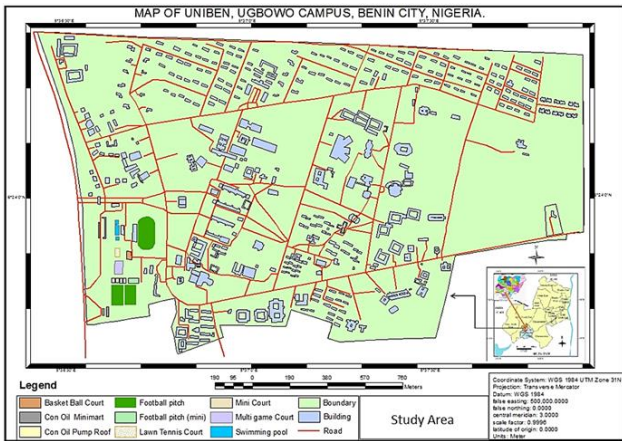 MAP OF UNIBEN, UGBOWO CAMPUS, BENIN CITY, NIGERIA.
Legend
Basket Ball Court
Con Oil Minimart
Con Oil Pump Roof
Football pitch
Football pitch (mini)
Lawn Tennis Court
Mini Court
Multi game Court
Swimming pool
Boundary
Building
Road
190 95 0 190 380 570 760
Meters
Study Area
Coordinate System: WGS 1984 UTM Zone 31N
Projection: Transverse Mercator
Datum: WGS 1984
false easting: 500,000.0000
false northing: 0.0000
central meridian: 3.0000
scale factor: 0.9996
latitude of origin: 0.0000
Units: Meter